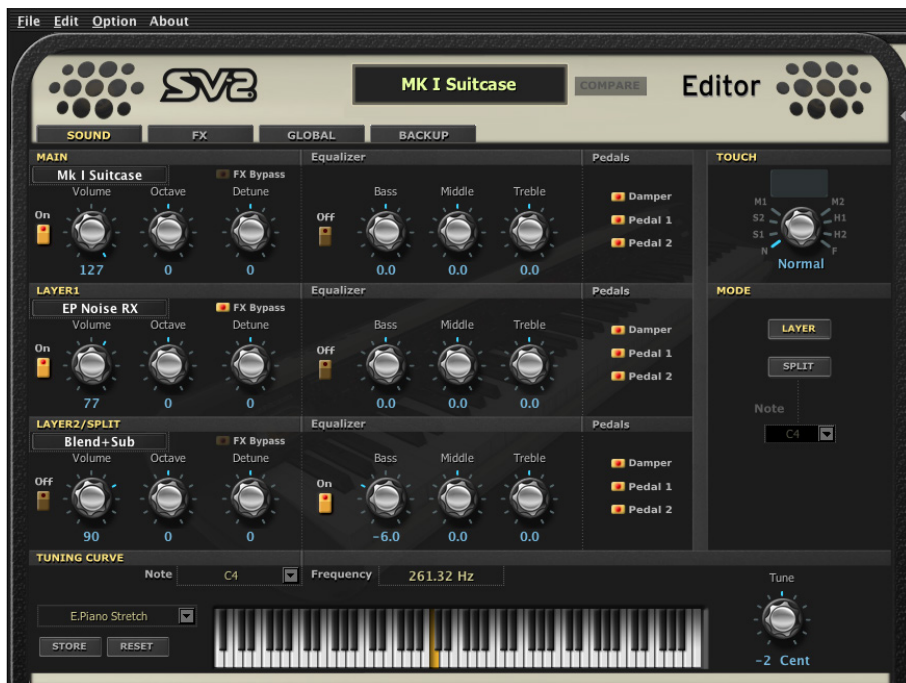 File Edit Option About
SV2
MK I Suitcase
COMPARE
Editor
SOUND FX GLOBAL BACKUP
MAIN Equalizer Pedals TOUCH
Mk I Suitcase FX Bypass
Volume Octave Detune Bass Middle Treble
On Off
Damper
Pedal 1
Pedal 2
127 0 0 0.0 0.0 0.0
M1 M2
S2 H1
S1 H2
N F
Normal
LAYER1 Equalizer Pedals MODE
EP Noise RX FX Bypass
Volume Octave Detune Bass Middle Treble
On Off
Damper
Pedal 1
Pedal 2
77 0 0 0.0 0.0 0.0
LAYER
SPLIT
Note
C4
LAYER2/SPLIT Equalizer Pedals
Blend+Sub FX Bypass
Volume Octave Detune Bass Middle Treble
Off On
Damper
Pedal 1
Pedal 2
90 0 0 -6.0 0.0 0.0
TUNING CURVE
Note C4 Frequency 261.32 Hz
E.Piano Stretch
STORE RESET
Tune
-2 Cent